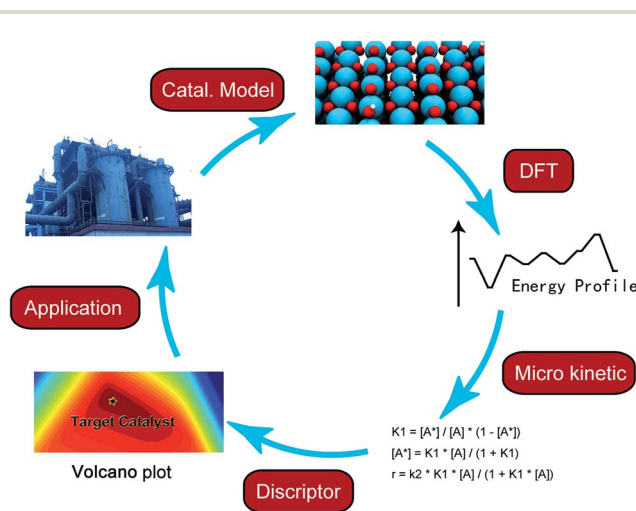 Catal. Model
DFT
Energy Profile
Micro kinetic
K1 = [A*] / [A] * (1 - [A*])
[A*] = K1 * [A] / (1 + K1)
r = k2 * K1 * [A] / (1 + K1 * [A])
Discriptor
Target Catalyst
Volcano plot
Application